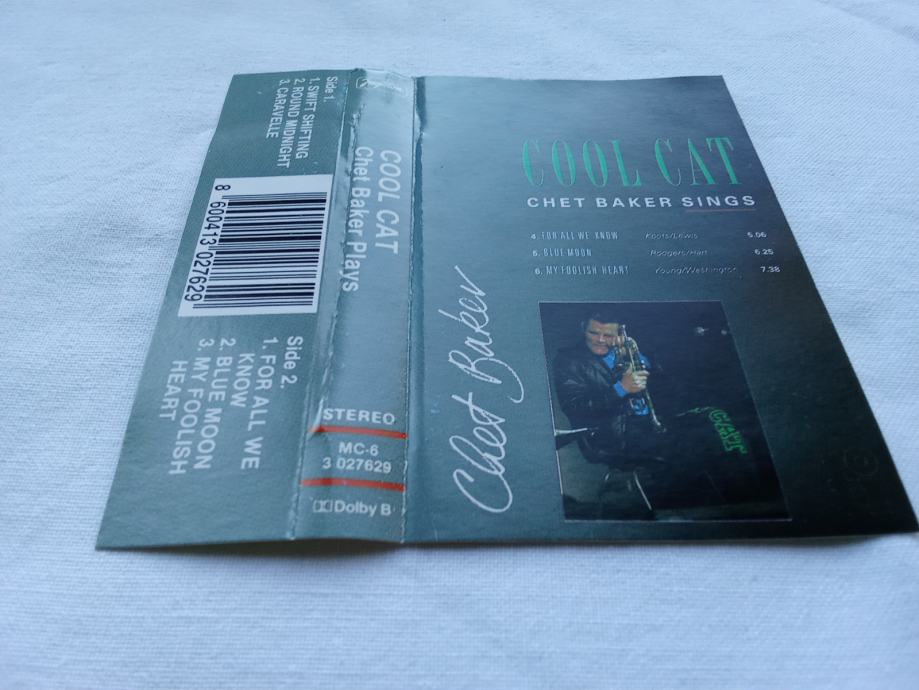 Side 1.
1. SWIFT SHIFTING
2. ROUND MIDNIGHT
3. CARAVELLE
8 600413 027629
Side 2.
1. FOR ALL WE
KNOW
2. BLUE MOON
3. MY FOOLISH
HEART
COOL CAT
Chet Baker Plays
STEREO
MC-6
3 027629
Dolby B
Chet Baker
COOL CAT
CHET BAKER SINGS
4. FOR ALL WE KNOW Koots/Lewis 5.06
5. BLUE MOON Rodgers/Hart 6.25
6. MY FOOLISH HEART Young/Washington 7.38
CAT